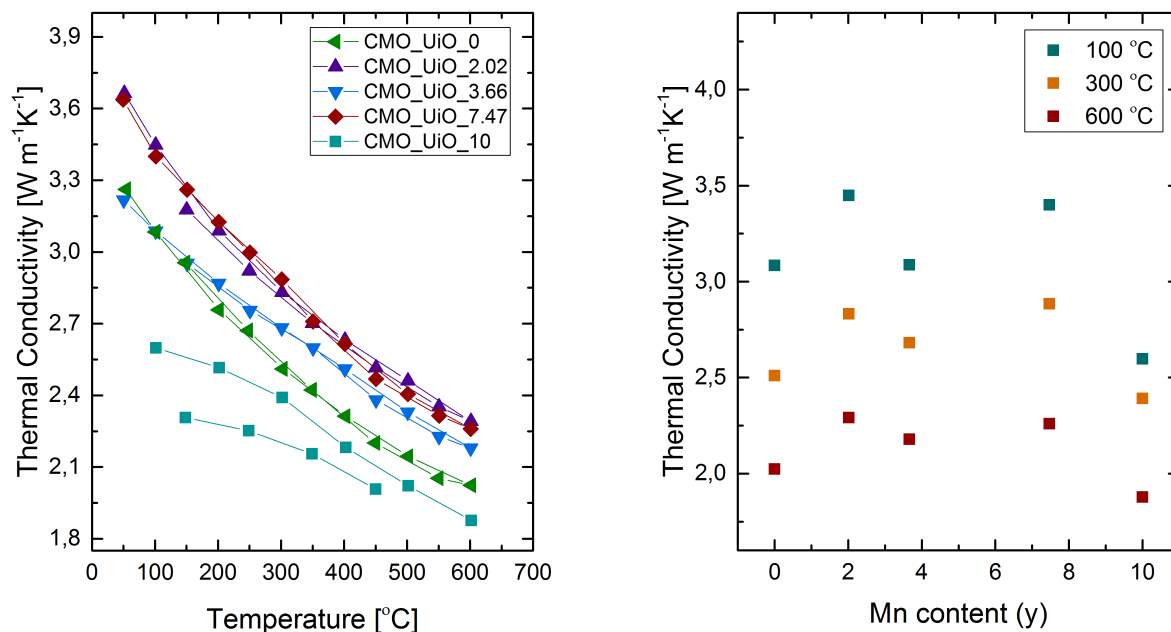 3,9
3,6
3,3
3,0
2,7
2,4
2,1
1,8
Thermal Conductivity [W m⁻¹K⁻¹]
CMO_UiO_0
CMO_UiO_2.02
CMO_UiO_3.66
CMO_UiO_7.47
CMO_UiO_10
0 100 200 300 400 500 600 700
Temperature [°C]
4,0
3,5
3,0
2,5
2,0
Thermal Conductivity [W m⁻¹K⁻¹]
100 °C
300 °C
600 °C
0 2 4 6 8 10
Mn content (y)